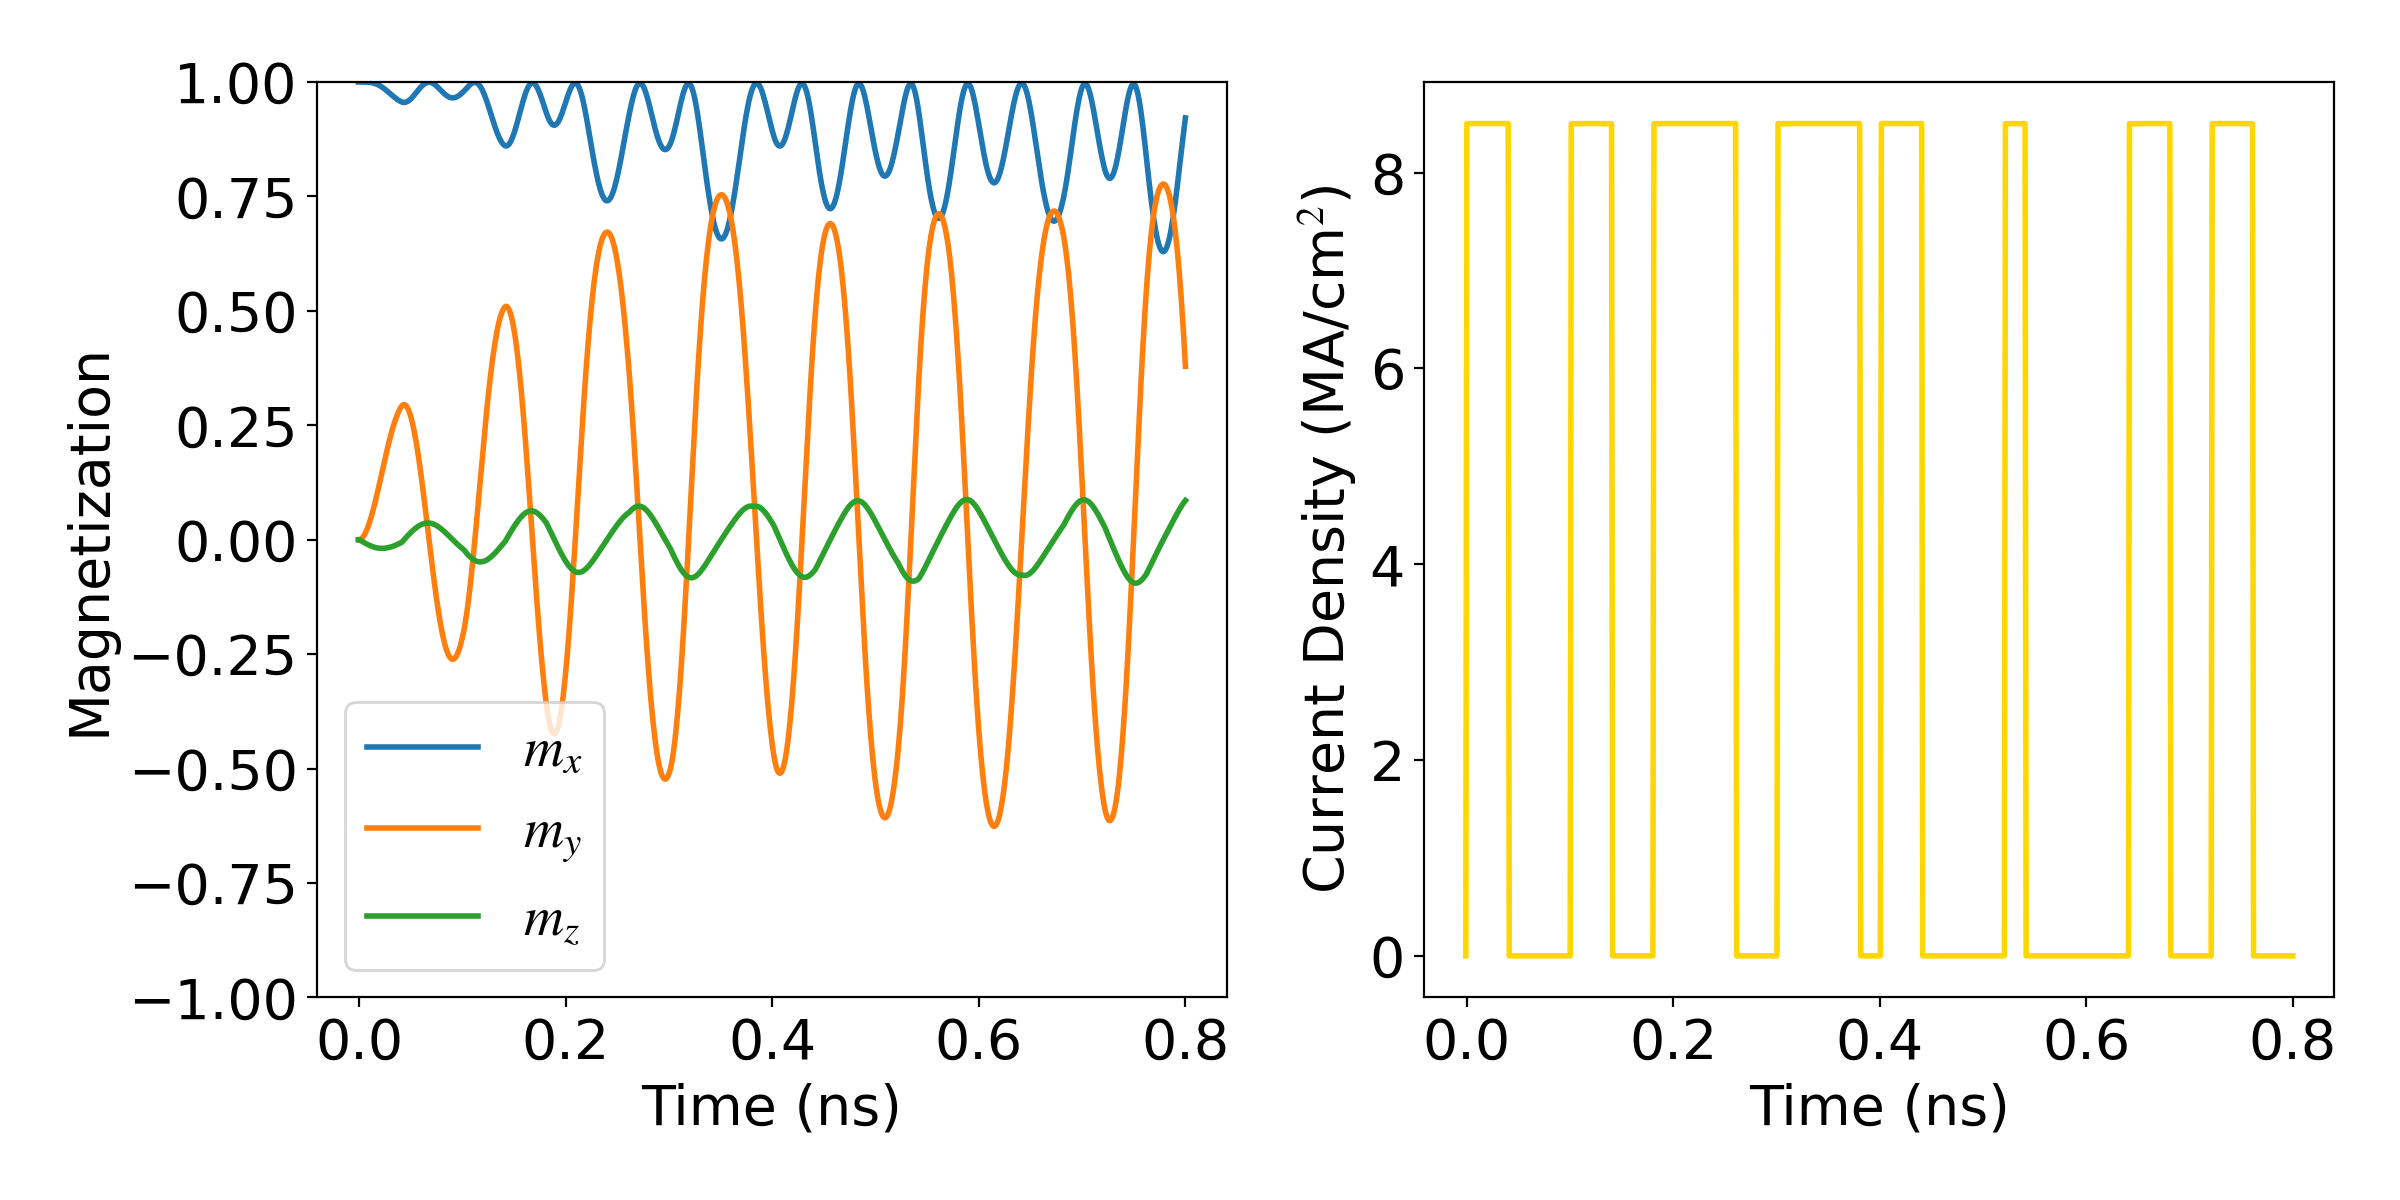 Magnetization
1.00
0.75
0.50
0.25
0.00
−0.25
−0.50
−0.75
−1.00
m_x
m_y
m_z
0.0 0.2 0.4 0.6 0.8
Time (ns)
Current Density (MA/cm²)
8
6
4
2
0
0.0 0.2 0.4 0.6 0.8
Time (ns)